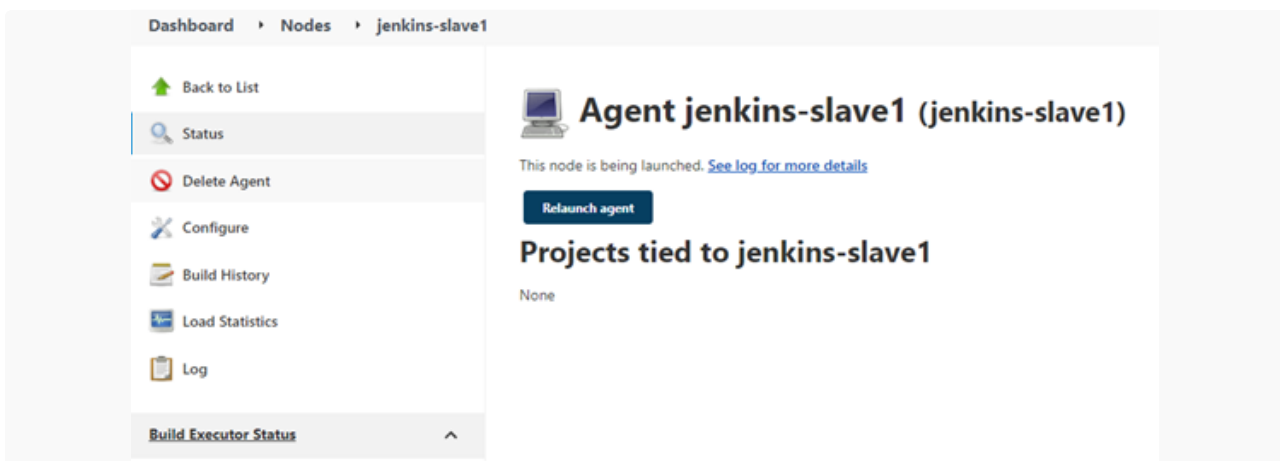 Dashboard ‣ Nodes ‣ jenkins-slave1
Back to List
Status
Delete Agent
Configure
Build History
Load Statistics
Log
Build Executor Status
Agent jenkins-slave1 (jenkins-slave1)
This node is being launched. See log for more details
Relaunch agent
Projects tied to jenkins-slave1
None